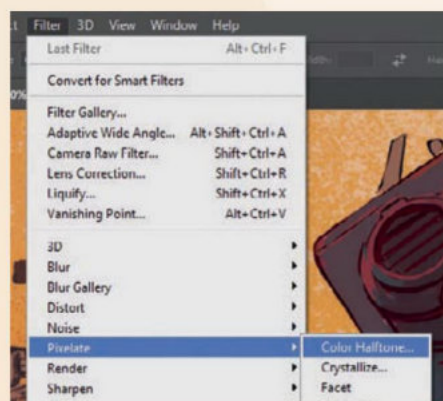 Filter 3D View Window Help
Last Filter Alt+Ctrl+F
Convert for Smart Filters
Filter Gallery...
Adaptive Wide Angle... Alt+Shift+Ctrl+A
Camera Raw Filter... Shift+Ctrl+A
Lens Correction... Shift+Ctrl+R
Liquify... Shift+Ctrl+X
Vanishing Point... Alt+Ctrl+V
3D
Blur
Blur Gallery
Distort
Noise
Pixelate Color Halftone...
Render Crystallize...
Sharpen Facet